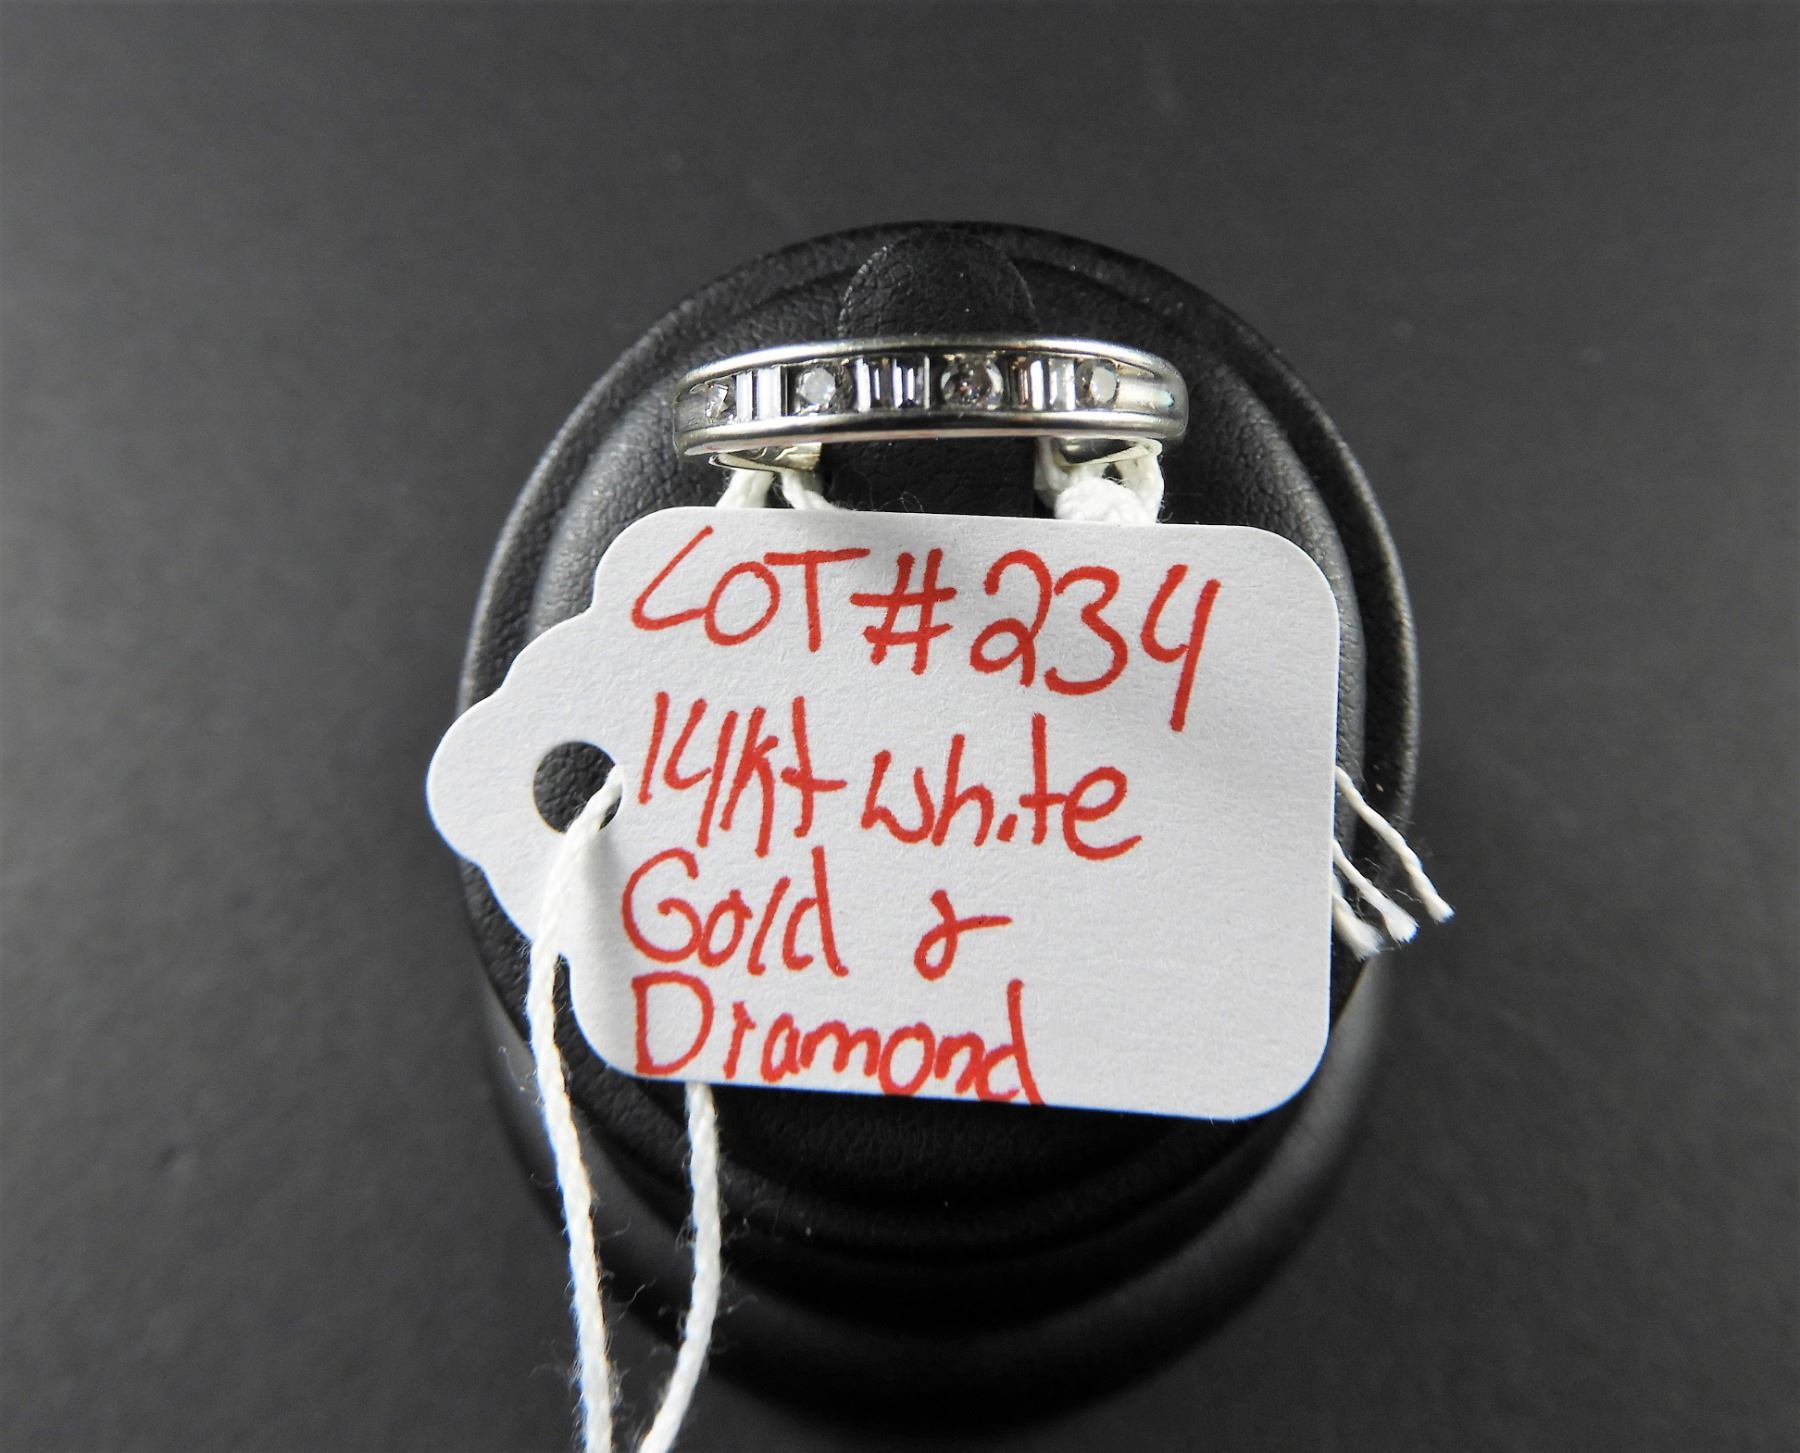 LOT#234
14kt white
Gold &
Diamond